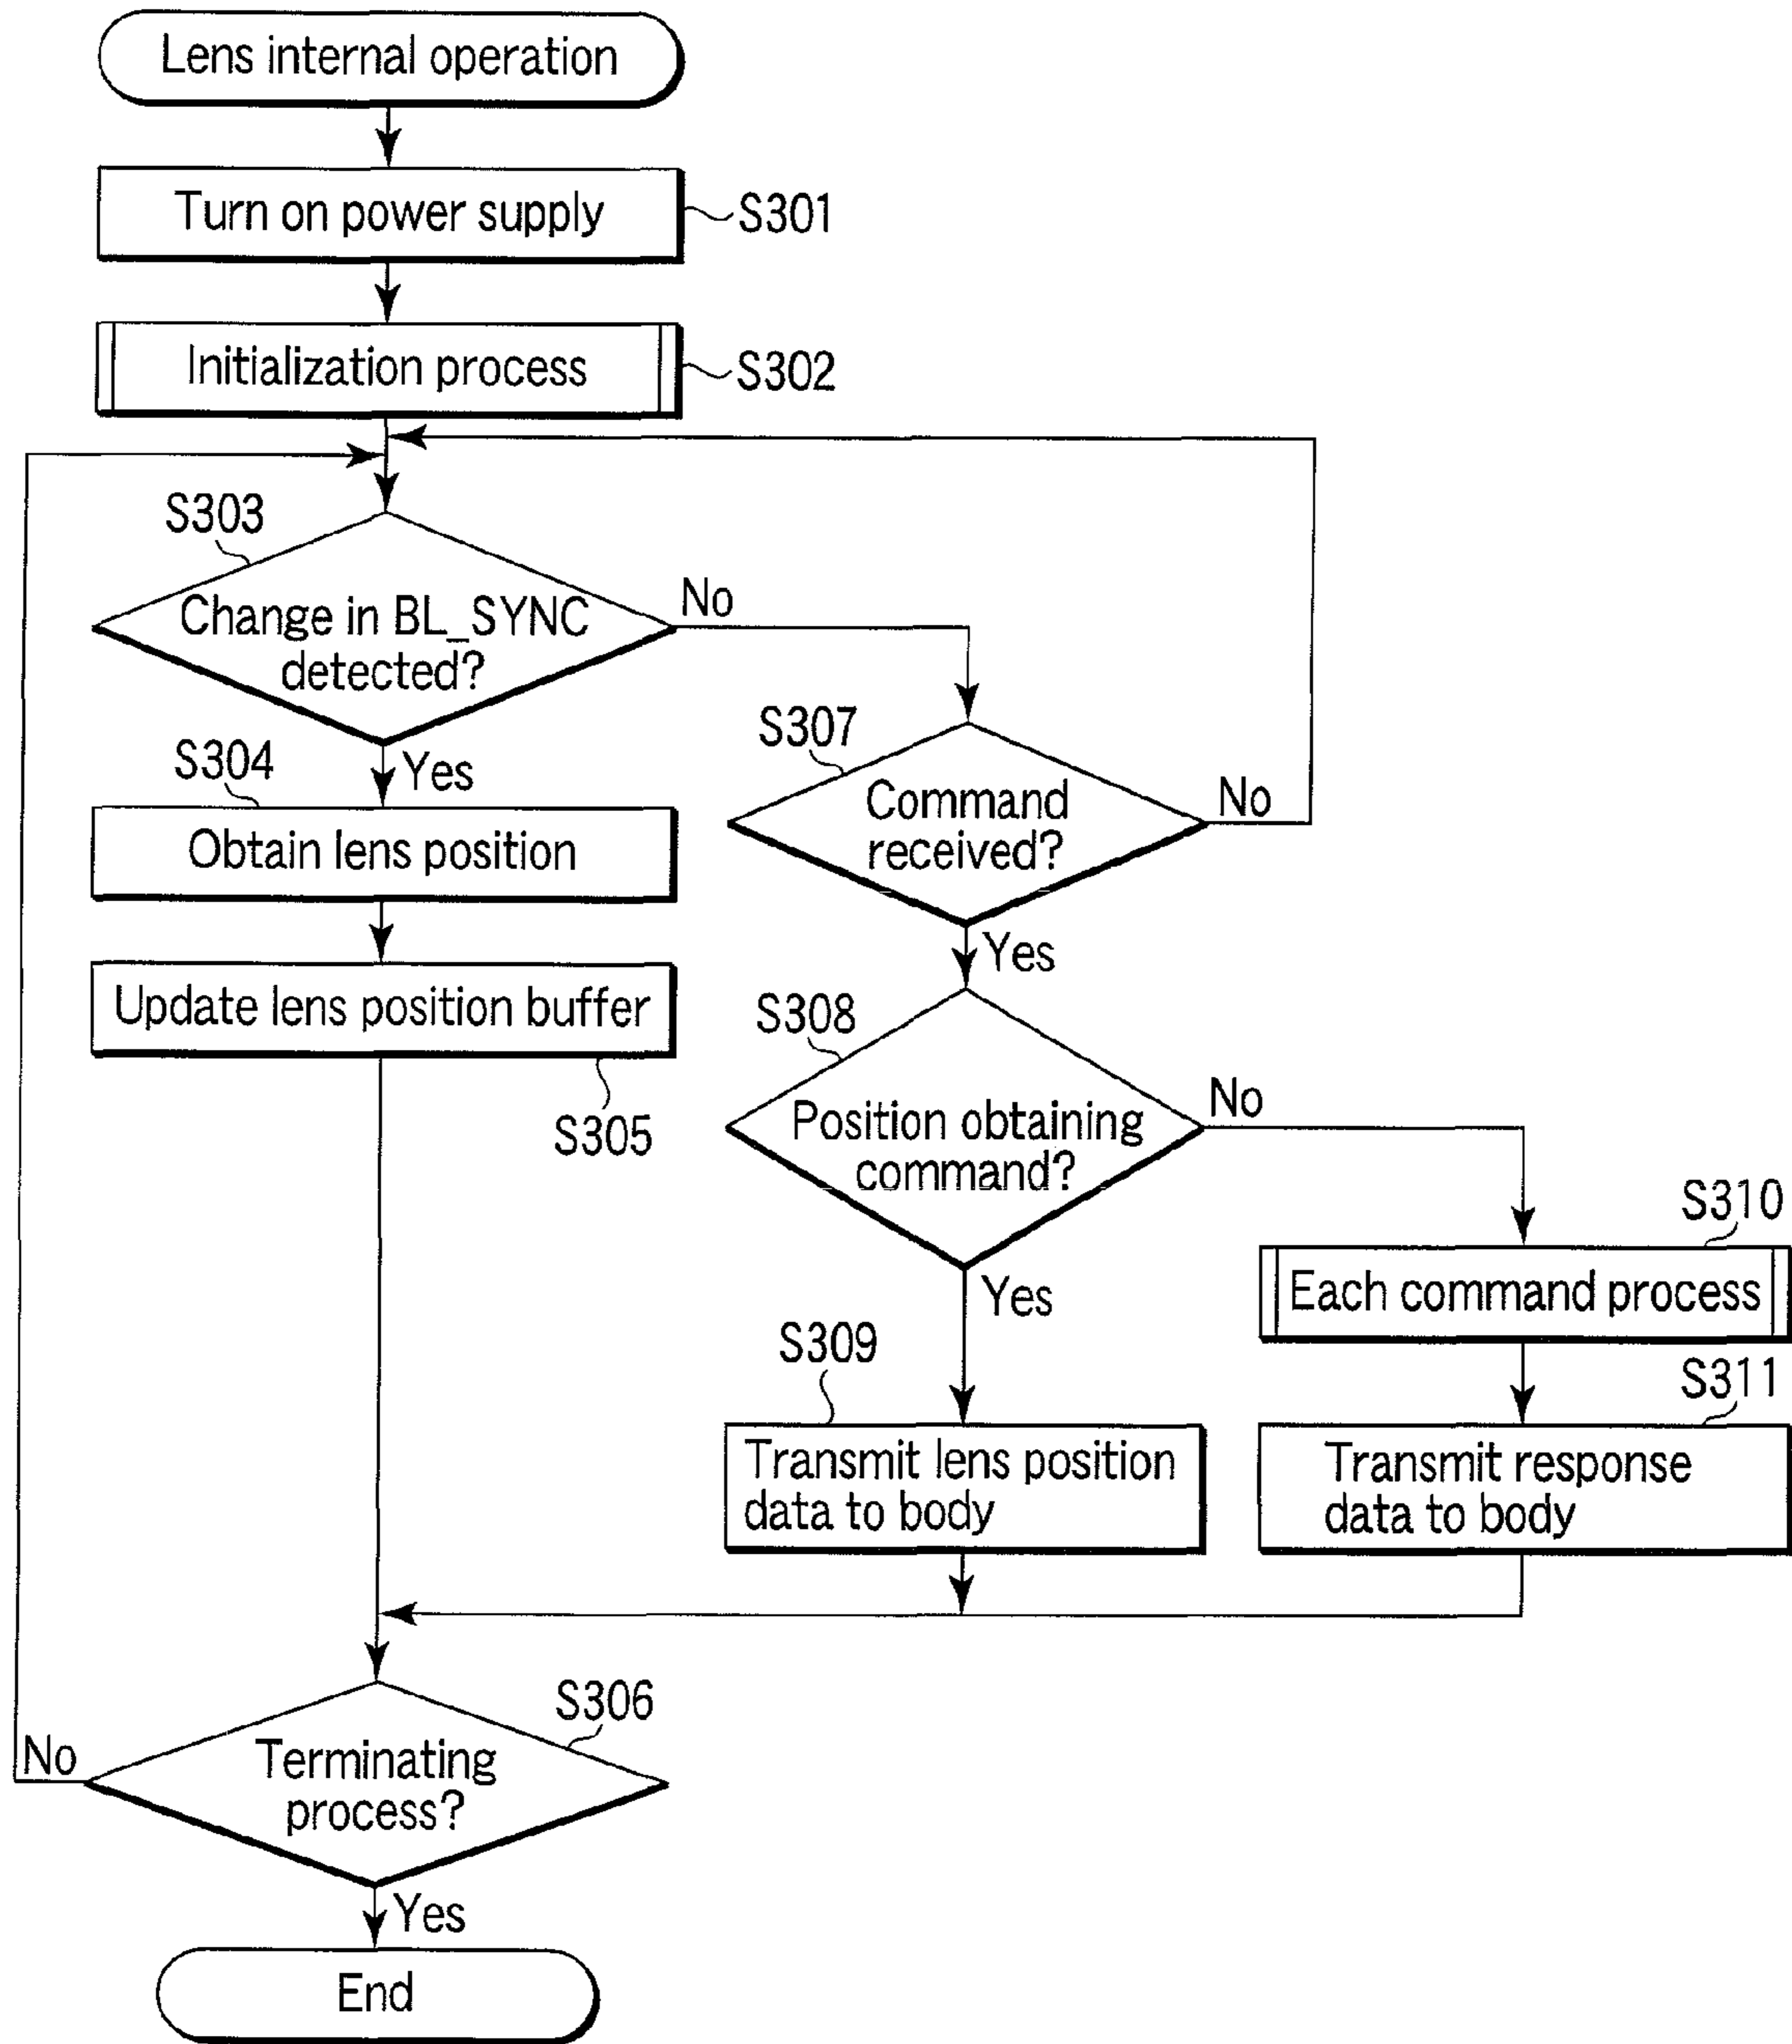 Lens internal operation
Turn on power supply
S301
Initialization process
S302
S303
Change in BL_SYNC
detected?
No
Yes
S304
Obtain lens position
Update lens position buffer
S305
S307
Command
received?
No
Yes
S308
Position obtaining
command?
No
Yes
S310
Each command process
S309
Transmit lens position
data to body
S311
Transmit response
data to body
S306
Terminating
process?
No
Yes
End